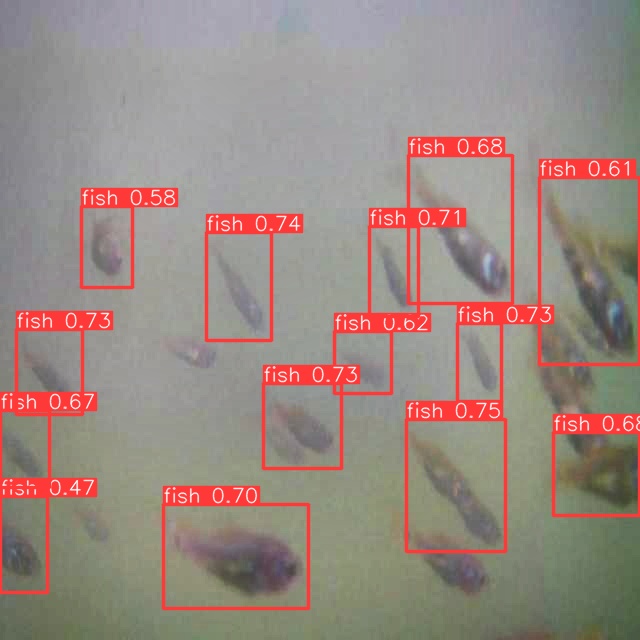 fish 0.68
fish 0.61
fish 0.58
fish 0.74
fish 0.71
fish 0.73
fish 0.62
fish 0.73
fish 0.73
fish 0.67
fish 0.75
fish 0.68
fish 0.47
fish 0.70